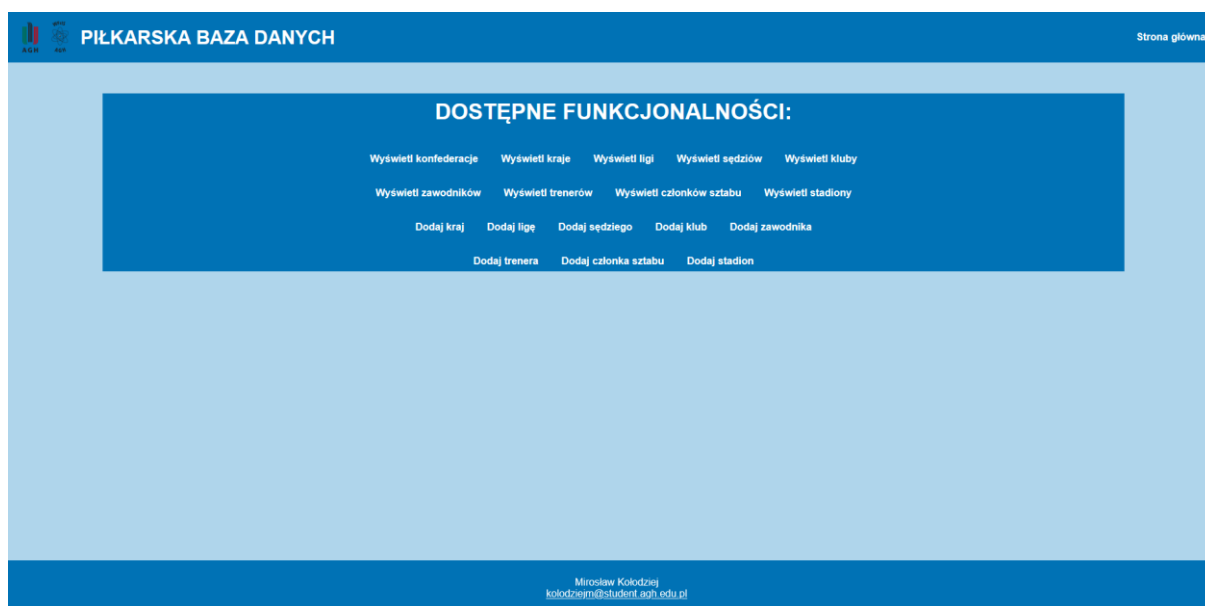 AGH
PIŁKARSKA BAZA DANYCH
Strona główna
DOSTĘPNE FUNKCJONALNOŚCI:
Wyświetl konfederacje Wyświetl kraje Wyświetl ligi Wyświetl sędziów Wyświetl kluby
Wyświetl zawodników Wyświetl trenerów Wyświetl członków sztabu Wyświetl stadiony
Dodaj kraj Dodaj ligę Dodaj sędziego Dodaj klub Dodaj zawodnika
Dodaj trenera Dodaj członka sztabu Dodaj stadion
Mirosław Kołodziej
kolodziejm@student.agh.edu.pl